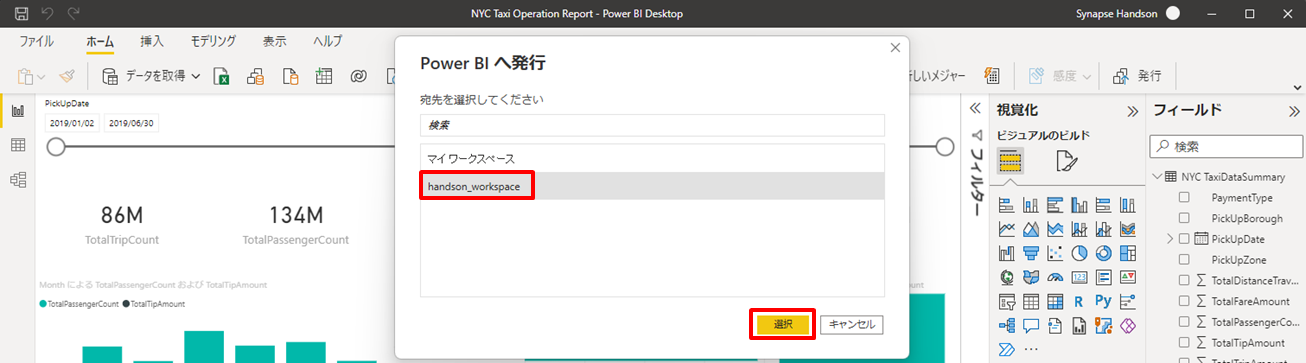 NYC Taxi Operation Report - Power BI Desktop
Synapse Handson
ファイル ホーム 挿入 モデリング 表示 ヘルプ
データを取得
しいメジャー
感度
発行
PickUpDate
2019/01/02 2019/06/30
86M
TotalTripCount
134M
TotalPassengerCount
Month による TotalPassengerCount および TotalTipAmount
TotalPassengerCount TotalTipAmount
Power BI へ発行
宛先を選択してください
検索
マイ ワークスペース
handson_workspace
選択 キャンセル
フィルター
視覚化
ビジュアルのビルド
R Py
123
フィールド
検索
NYC TaxiDataSummary
PaymentType
PickUpBorough
PickUpDate
PickUpZone
TotalDistanceTrav...
TotalFareAmount
TotalPassengerCo...
TotalTipAmount